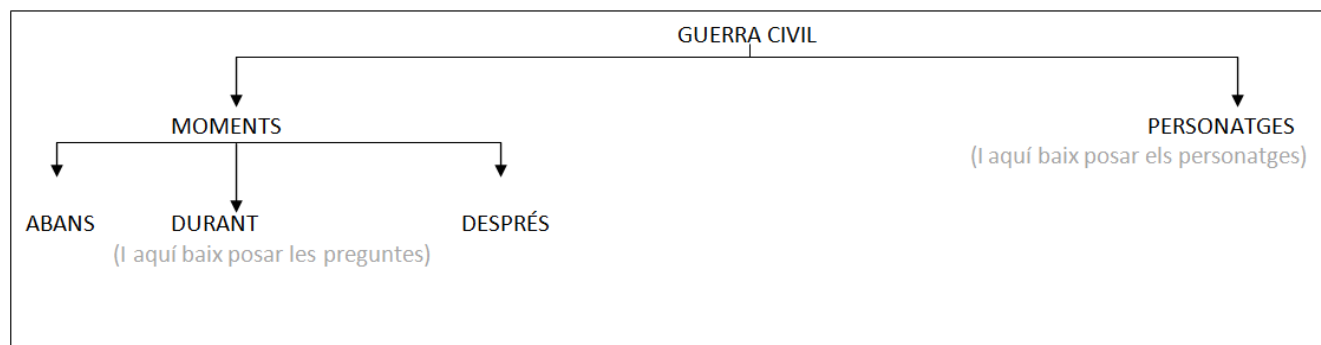 GUERRA CIVIL
MOMENTS
PERSONATGES
(I aquí baix posar els personatges)
ABANS
DURANT
DESPRÉS
(I aquí baix posar les preguntes)